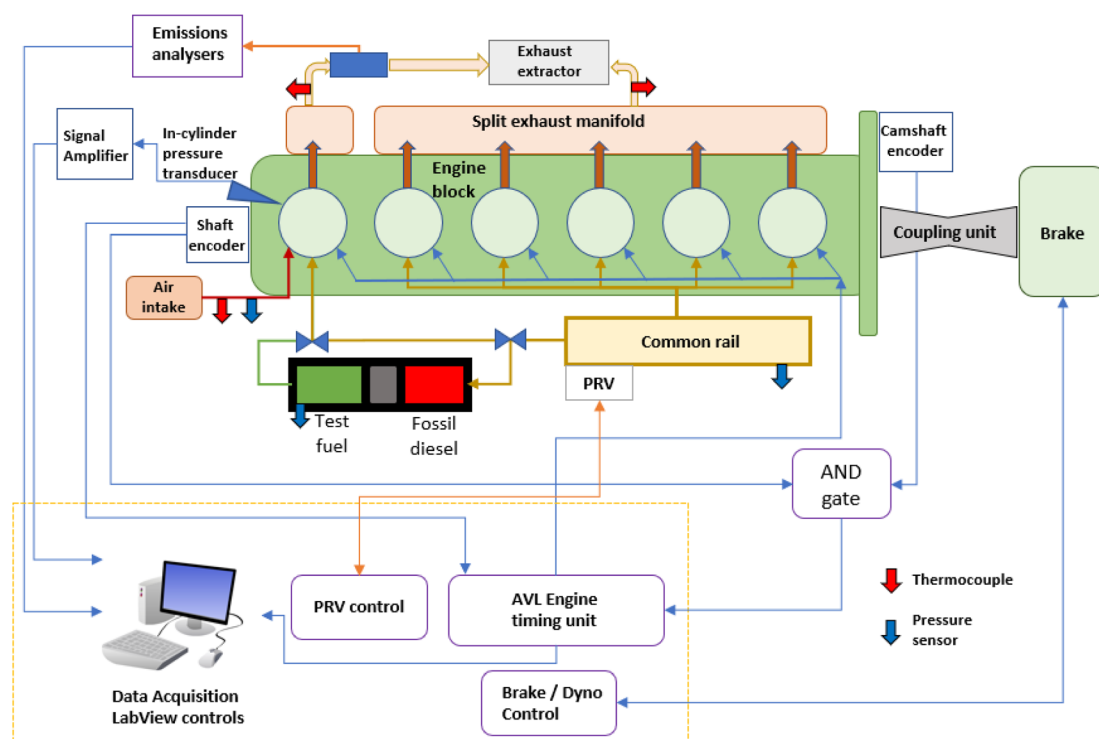 Emissions
analysers
Exhaust
extractor
Signal
Amplifier
In-cylinder
pressure
transducer
Split exhaust manifold
Camshaft
encoder
Engine
block
Shaft
encoder
Coupling unit
Brake
Air
intake
Common rail
PRV
Test
fuel
Fossil
diesel
AND
gate
PRV control
AVL Engine
timing unit
Thermocouple
Pressure
sensor
Data Acquisition
LabView controls
Brake / Dyno
Control